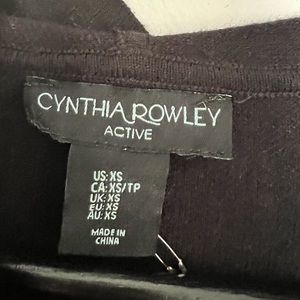 CYNTHIA ROWLEY
ACTIVE
US: XS
CA: XS/TP
UK: XS
EU: XS
AU: XS
MADE IN
CHINA